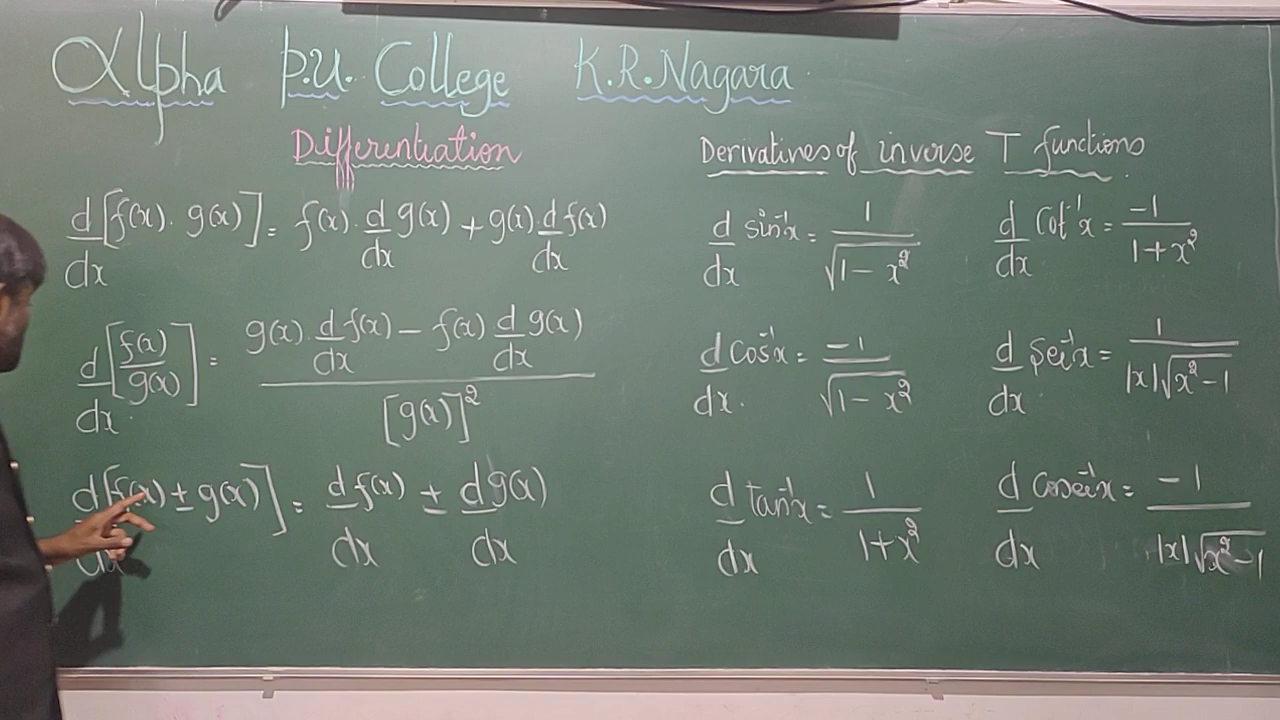 Alpha P.U. College K.R.Nagara
Differentiation
d/dx [f(x). g(x)] = f(x). d/dx g(x) + g(x). d/dx f(x)
d/dx [f(x)/g(x)] = g(x). d/dx f(x) - f(x) d/dx g(x) / [g(x)]²
d/dx [f(x) ± g(x)] = d/dx f(x) ± d/dx g(x)
Derivatives of inverse T functions
d/dx sin⁻¹x = 1/√(1-x²)
d/dx Cot⁻¹x = -1/(1+x²)
d/dx Cos⁻¹x = -1/√(1-x²)
d/dx Sec⁻¹x = 1/(|x|√(x²-1))
d/dx tan⁻¹x = 1/(1+x²)
d/dx Cosec⁻¹x = -1/(|x|√(x²-1))